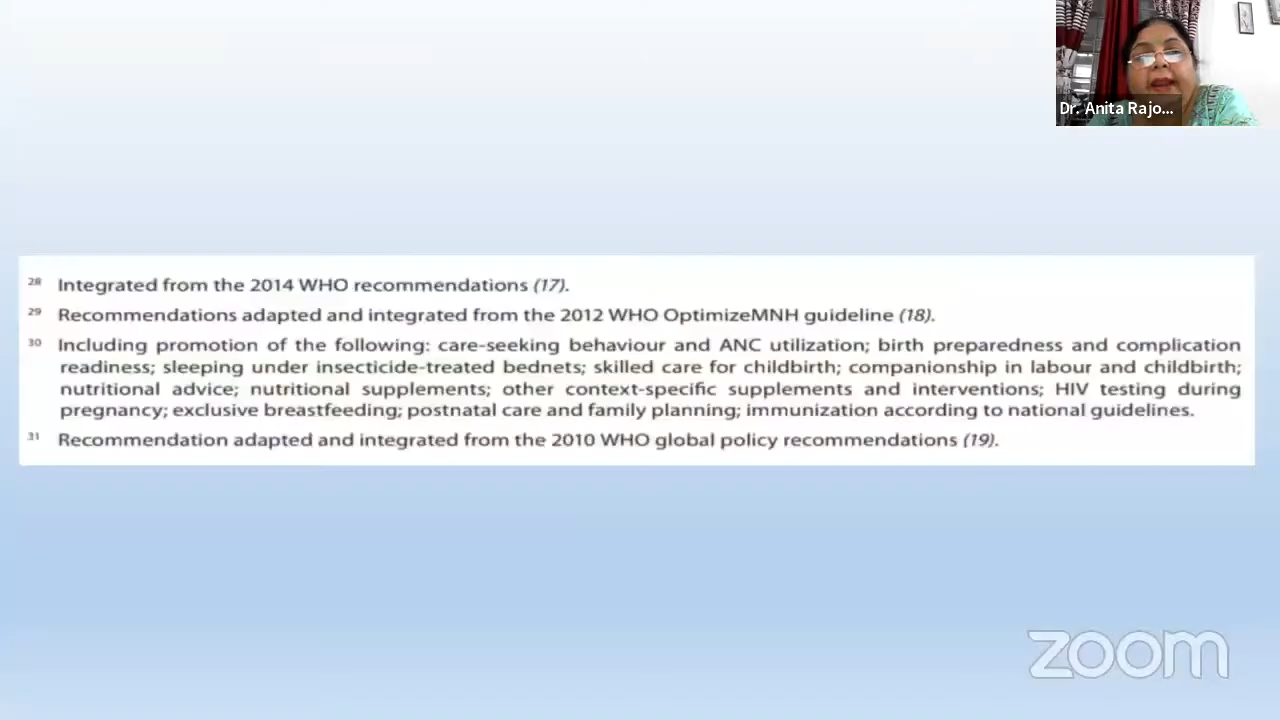 Dr. Anita Rajo...
28 Integrated from the 2014 WHO recommendations (17).
29 Recommendations adapted and integrated from the 2012 WHO OptimizeMNH guideline (18).
30 Including promotion of the following: care-seeking behaviour and ANC utilization; birth preparedness and complication
readiness; sleeping under insecticide-treated bednets; skilled care for childbirth; companionship in labour and childbirth;
nutritional advice; nutritional supplements; other context-specific supplements and interventions; HIV testing during
pregnancy; exclusive breastfeeding; postnatal care and family planning; immunization according to national guidelines.
31 Recommendation adapted and integrated from the 2010 WHO global policy recommendations (19).
zoom